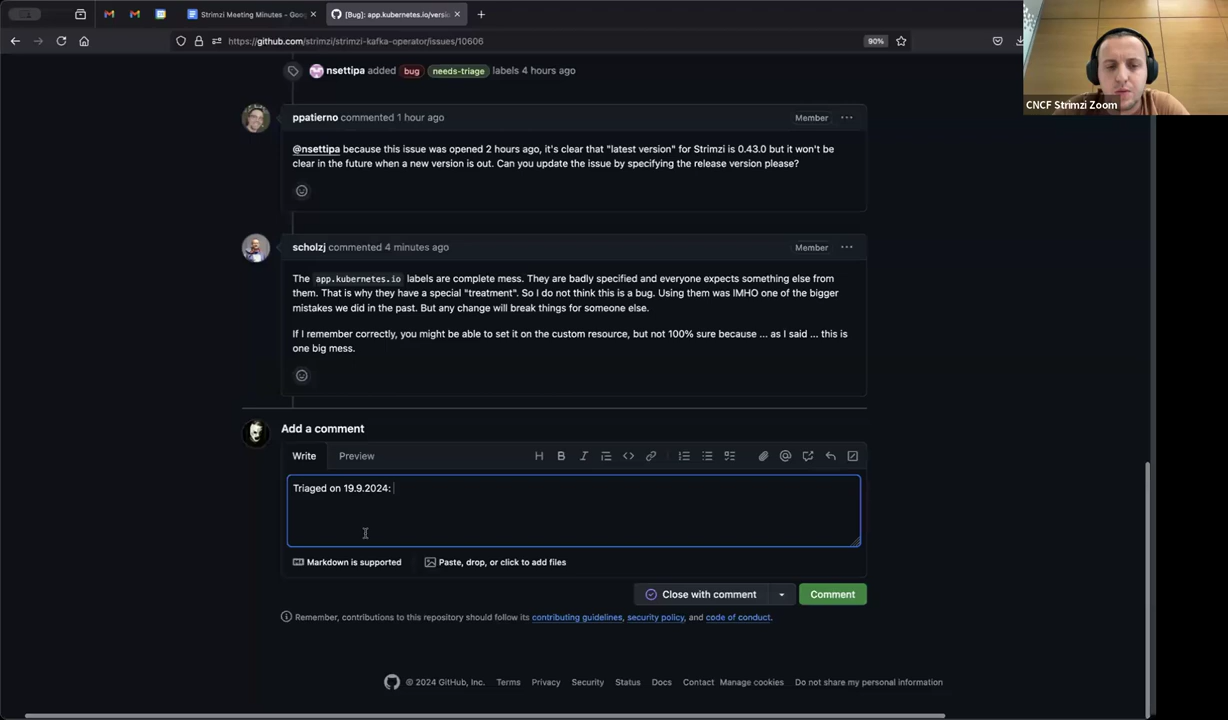 Strimzi Meeting Minutes - Goog
[Bug]: app.kubernetes.io/versio
https://github.com/strimzi/strimzi-kafka-operator/issues/10606
90%
CNCF Strimzi Zoom
nsettipa added bug needs-triage labels 4 hours ago
ppatierno commented 1 hour ago
Member
@nsettipa because this issue was opened 2 hours ago, it's clear that "latest version" for Strimzi is 0.43.0 but it won't be
clear in the future when a new version is out. Can you update the issue by specifying the release version please?
scholzj commented 4 minutes ago
Member
The app.kubernetes.io labels are complete mess. They are badly specified and everyone expects something else from
them. That is why they have a special "treatment". So I do not think this is a bug. Using them was IMHO one of the bigger
mistakes we did in the past. But any change will break things for someone else.
If I remember correctly, you might be able to set it on the custom resource, but not 100% sure because ... as I said ... this is
one big mess.
Add a comment
Write Preview
Triaged on 19.9.2024:
Markdown is supported
Paste, drop, or click to add files
Close with comment
Comment
Remember, contributions to this repository should follow its contributing guidelines, security policy, and code of conduct.
© 2024 GitHub, Inc. Terms Privacy Security Status Docs Contact Manage cookies Do not share my personal information